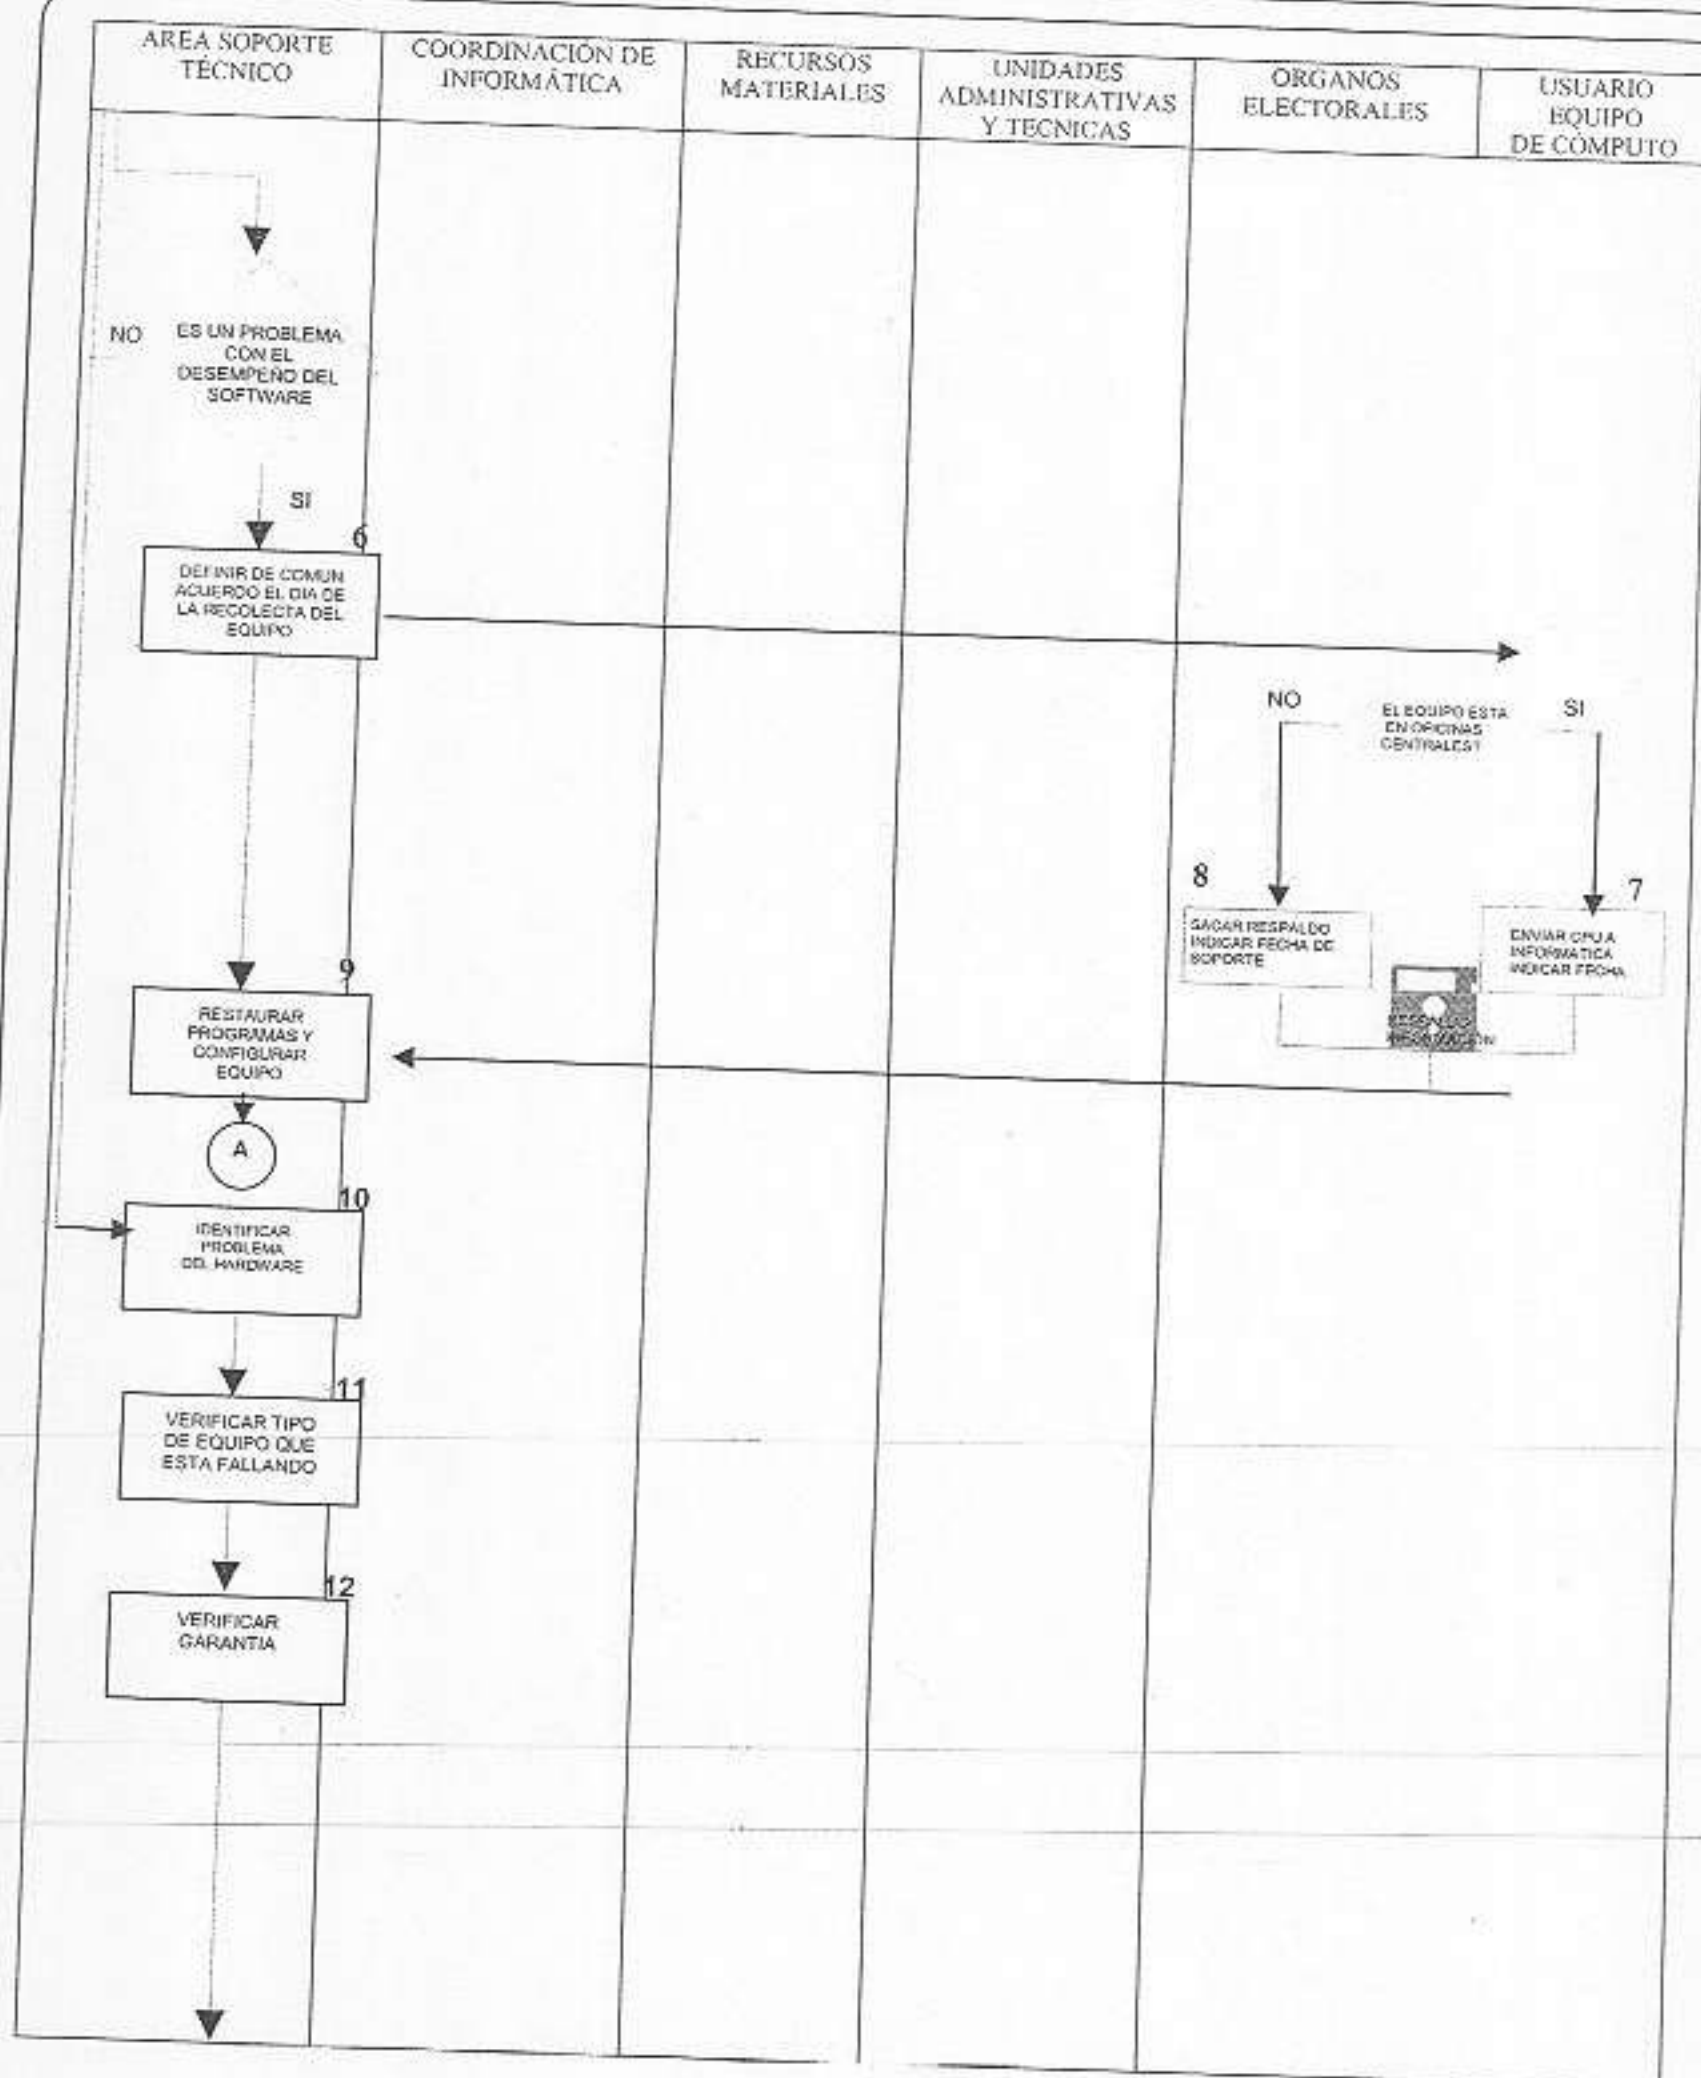 AREA SOPORTE
TÉCNICO
COORDINACIÓN DE
INFORMÁTICA
RECURSOS
MATERIALES
UNIDADES
ADMINISTRATIVAS
Y TECNICAS
ORGANOS
ELECTORALES
USUARIO
EQUIPO
DE CÓMPUTO
NO
ES UN PROBLEMA
CON EL
DESEMPEÑO DEL
SOFTWARE
SI
6
DEFINIR DE COMUN
ACUERDO EL DIA DE
LA RECOLECTA DEL
EQUIPO
NO
EL EQUIPO ESTA
EN OFICINAS
CENTRALES?
SI
8
SACAR RESPALDO
INDICAR FECHA DE
SOPORTE
7
ENVIAR CPU A
INFORMATICA
INDICAR FECHA
9
RESTAURAR
PROGRAMAS Y
CONFIGURAR
EQUIPO
A
10
IDENTIFICAR
PROBLEMA
DEL HARDWARE
11
VERIFICAR TIPO
DE EQUIPO QUE
ESTA FALLANDO
12
VERIFICAR
GARANTIA